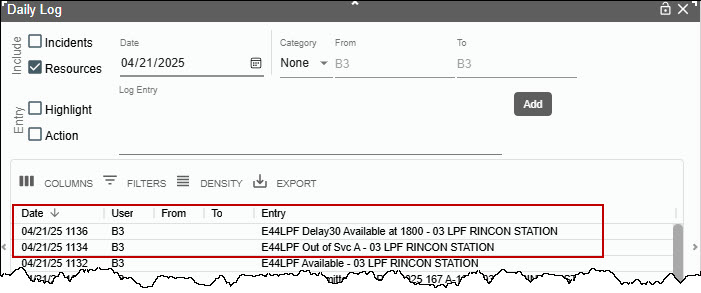 Daily Log
Include
Incidents
Resources
Date
04/21/2025
Category
None
From
B3
To
B3
Entry
Highlight
Action
Log Entry
Add
COLUMNS FILTERS DENSITY EXPORT
Date User From To Entry
04/21/25 1136 B3 E44LPF Delay30 Available at 1800 - 03 LPF RINCON STATION
04/21/25 1134 B3 E44LPF Out of Svc A - 03 LPF RINCON STATION
04/21/25 1132 B3 E44LPF Available - 03 LPF RINCON STATION